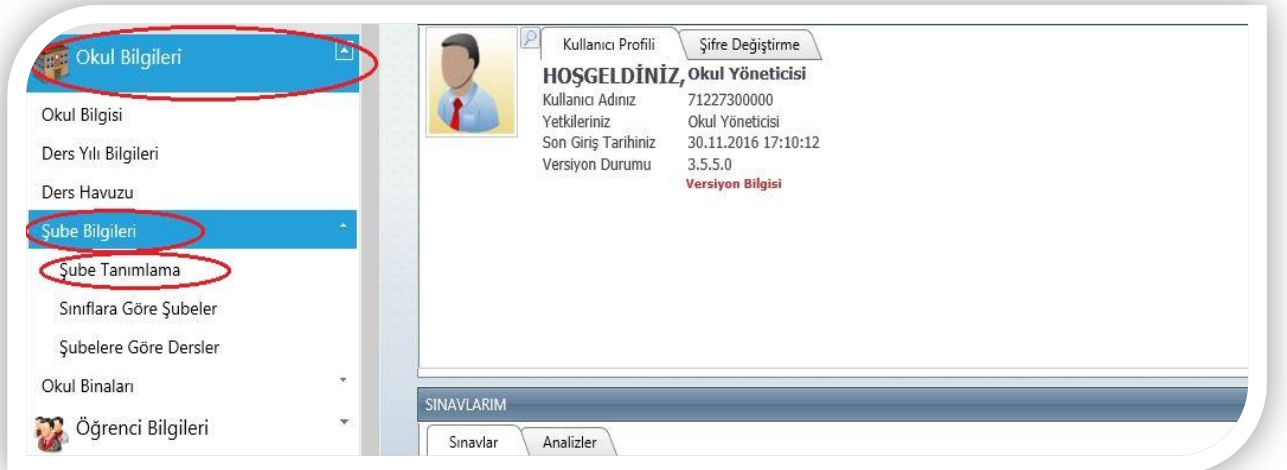 Okul Bilgileri
Okul Bilgisi
Ders Yılı Bilgileri
Ders Havuzu
Şube Bilgileri
Şube Tanımlama
Sınıflara Göre Şubeler
Şubelere Göre Dersler
Okul Binaları
Öğrenci Bilgileri
Kullanıcı Profili Şifre Değiştirme
HOŞGELDİNİZ, Okul Yöneticisi
Kullanıcı Adınız 71227300000
Yetkileriniz Okul Yöneticisi
Son Giriş Tarihiniz 30.11.2016 17:10:12
Versiyon Durumu 3.5.5.0
Versiyon Bilgisi
SINAVLARIM
Sınavlar Analizler